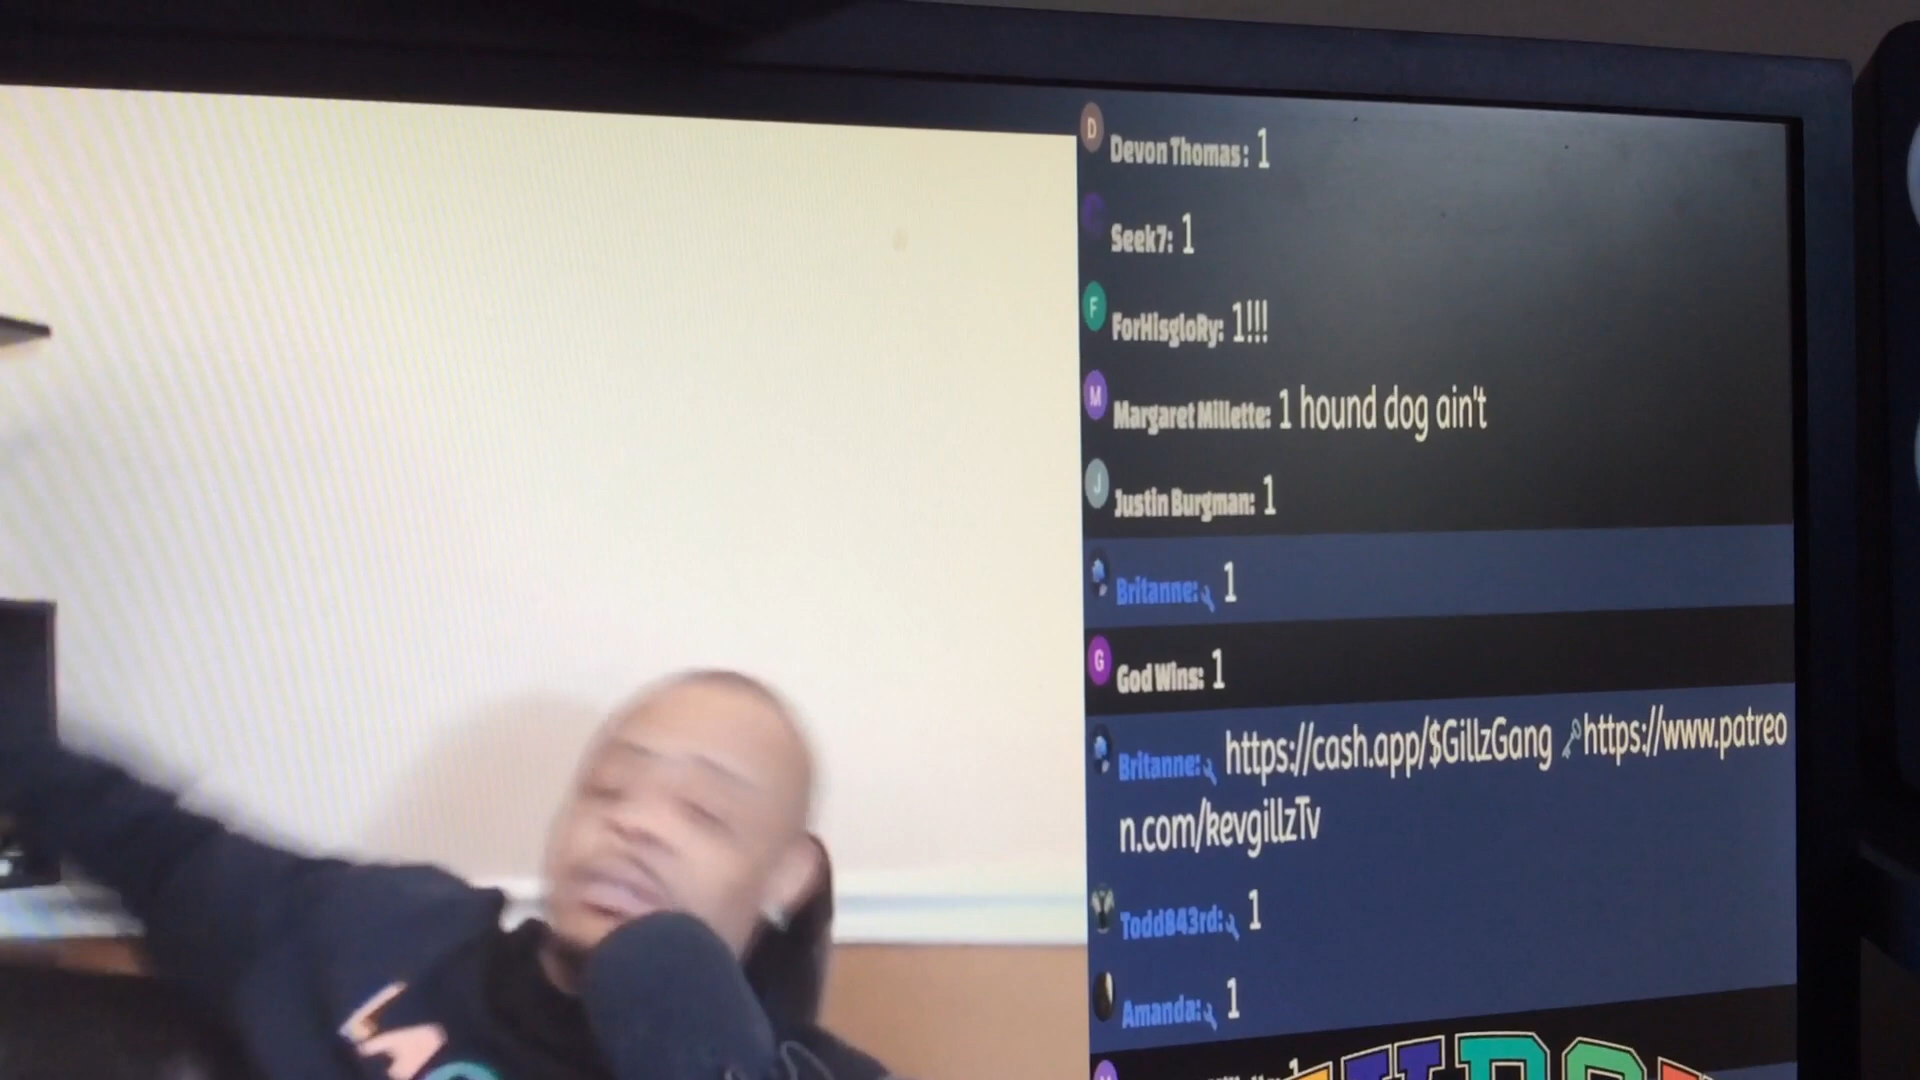 D Devon Thomas: 1
Seek7: 1
F ForHisgloRy: 1!!!
M Margaret Millette: 1 hound dog ain't
J Justin Burgman: 1
Britanne: 1
G God Wins: 1
Britanne: https://cash.app/$GillzGang https://www.patreo
n.com/kevgillzTv
Todd843rd: 1
Amanda: 1